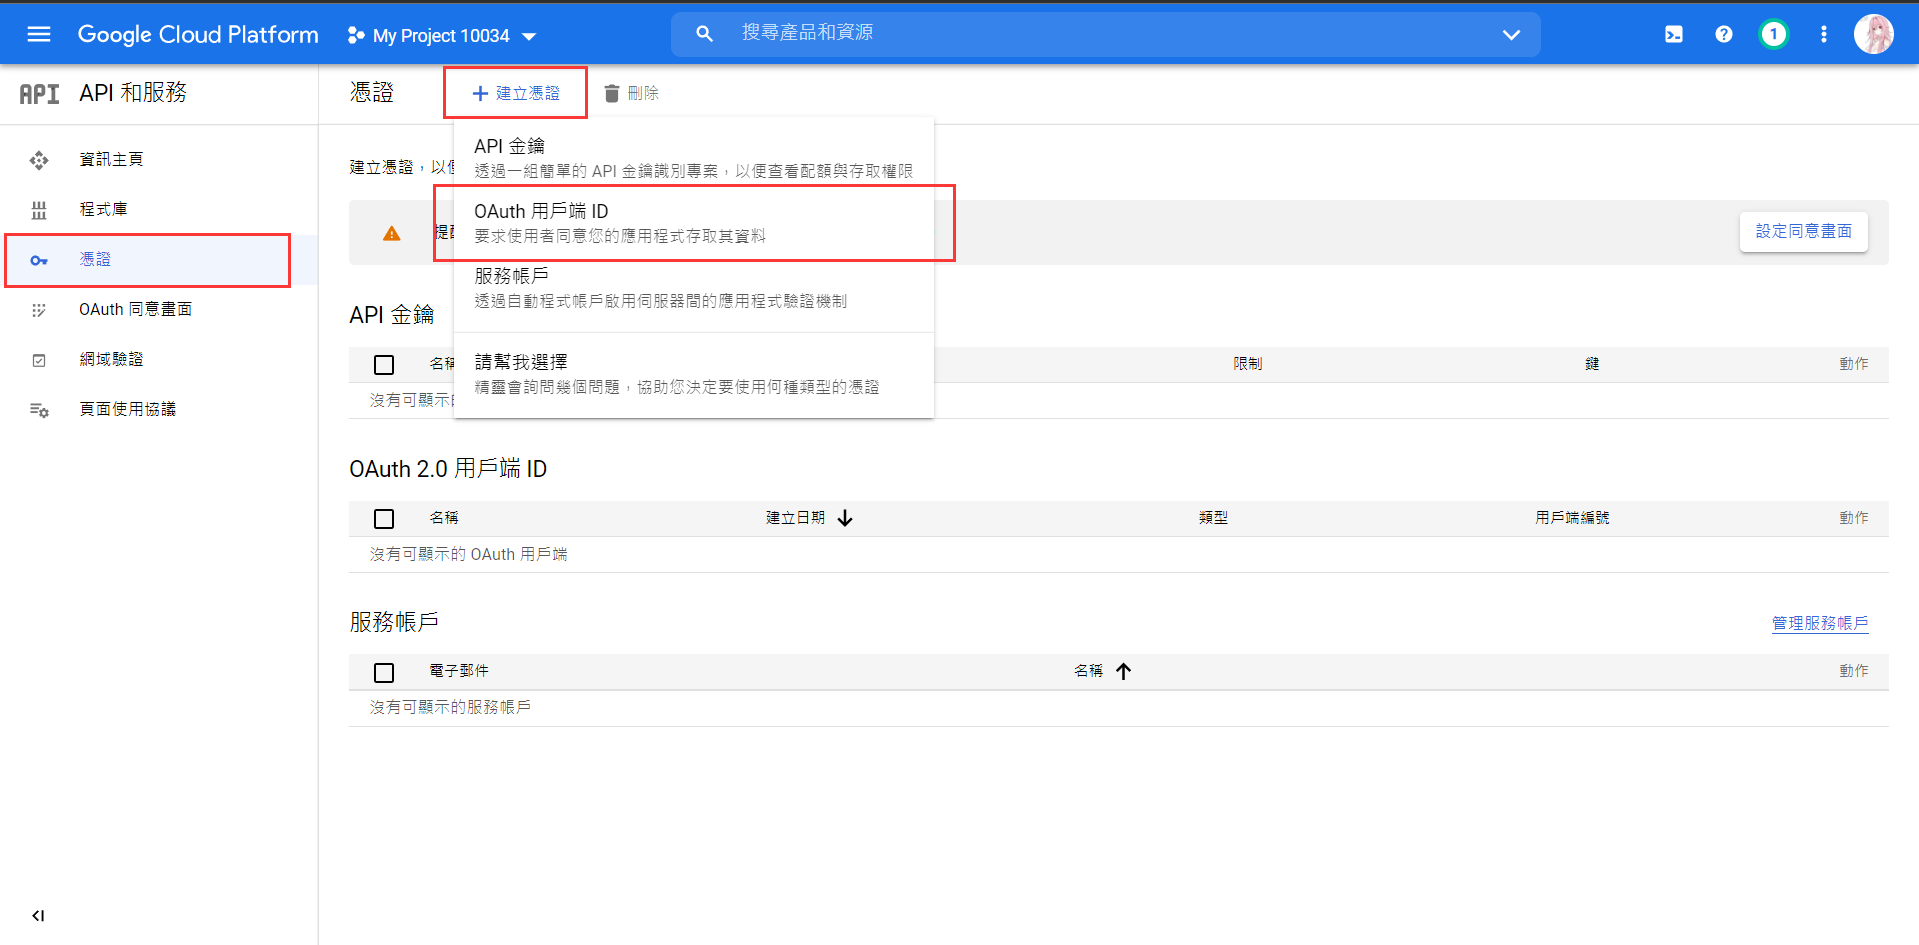 Google Cloud Platform
My Project 10034
搜尋產品和資源
1
API
API 和服務
憑證
建立憑證
刪除
資訊主頁
程式庫
憑證
OAuth 同意畫面
網域驗證
頁面使用協議
建立憑證，以
API 金鑰
透過一組簡單的 API 金鑰識別專案，以便查看配額與存取權限
OAuth 用戶端 ID
要求使用者同意您的應用程式存取其資料
服務帳戶
透過自動程式帳戶啟用伺服器間的應用程式驗證機制
請幫我選擇
精靈會詢問幾個問題，協助您決定要使用何種類型的憑證
設定同意畫面
API 金鑰
名稱
限制
鍵
動作
沒有可顯示的
OAuth 2.0 用戶端 ID
名稱
建立日期
類型
用戶端編號
動作
沒有可顯示的 OAuth 用戶端
服務帳戶
管理服務帳戶
電子郵件
名稱
動作
沒有可顯示的服務帳戶